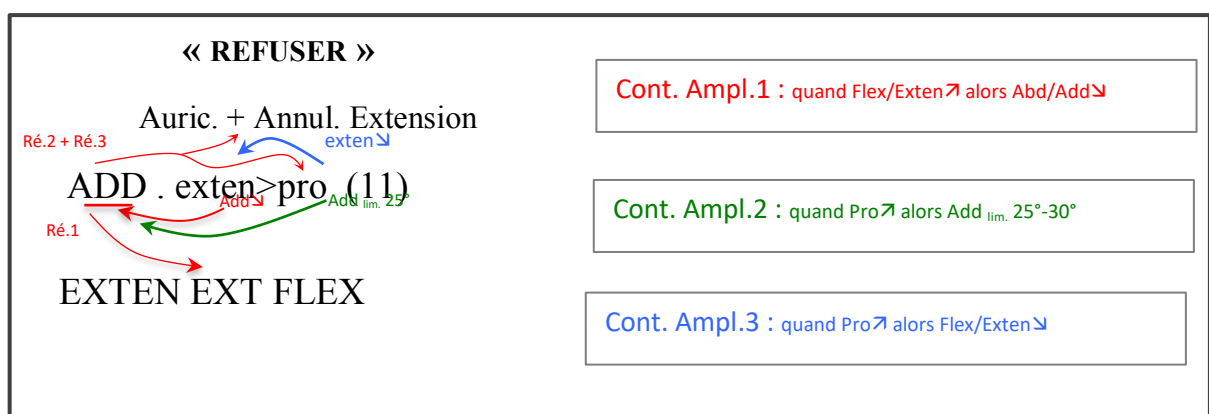 « REFUSER »
Auric. + Annul. Extension
Ré.2 + Ré.3
exten↘
ADD . exten>pro (11)
Add↘
Add lim. 25°
Ré.1
EXTEN EXT FLEX
Cont. Ampl.1 : quand Flex/Exten↗ alors Abd/Add↘
Cont. Ampl.2 : quand Pro↗ alors Add lim. 25°-30°
Cont. Ampl.3 : quand Pro↗ alors Flex/Exten↘